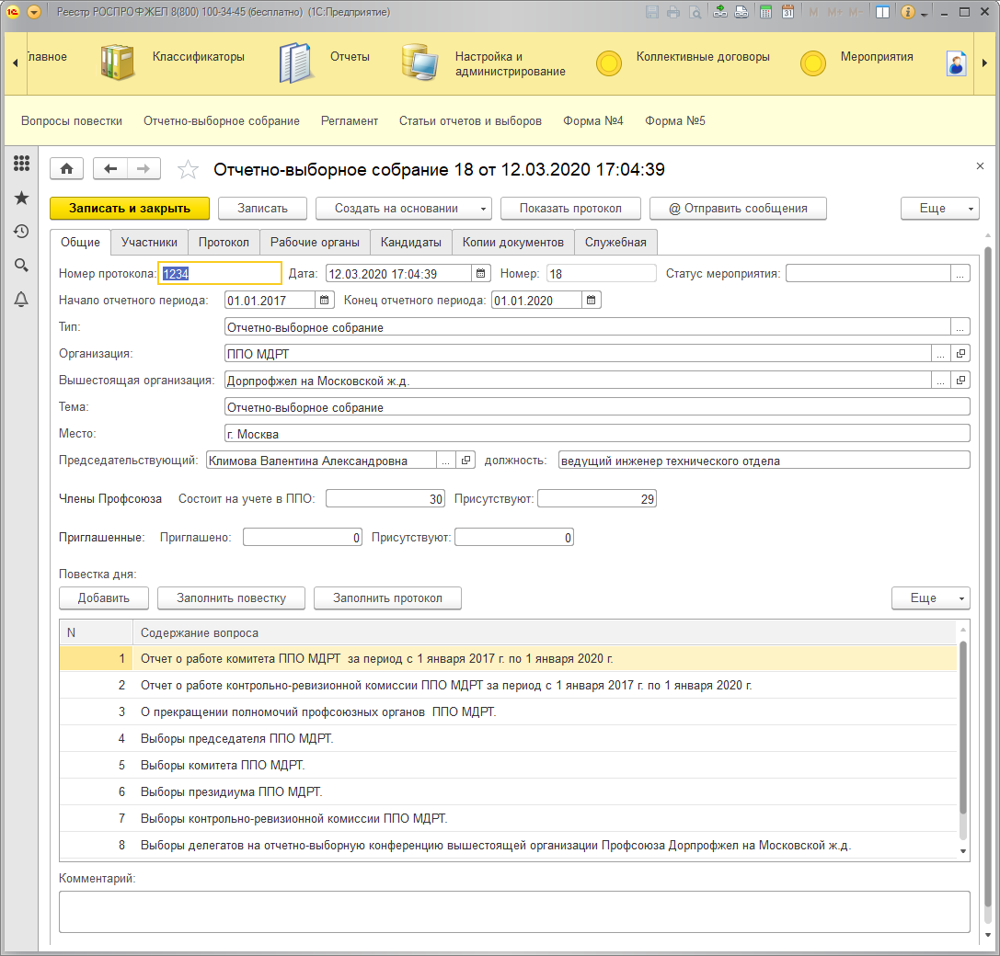 Реестр РОСПРОФЖЕЛ 8(800) 100-34-45 (бесплатно) (1С:Предприятие)
M M+ M-
31
лавное
Классификаторы
Отчеты
Настройка и
администрирование
Коллективные договоры
Мероприятия
Вопросы повестки Отчетно-выборное собрание Регламент Статьи отчетов и выборов Форма №4 Форма №5
Отчетно-выборное собрание 18 от 12.03.2020 17:04:39
Записать и закрыть Записать Создать на основании Показать протокол @ Отправить сообщения Еще
Общие Участники Протокол Рабочие органы Кандидаты Копии документов Служебная
Номер протокола: 1234 Дата: 12.03.2020 17:04:39 Номер: 18 Статус мероприятия: ...
Начало отчетного периода: 01.01.2017 Конец отчетного периода: 01.01.2020
Тип: Отчетно-выборное собрание ...
Организация: ППО МДРТ ...
Вышестоящая организация: Дорпрофжел на Московской ж.д. ...
Тема: Отчетно-выборное собрание
Место: г. Москва
Председательствующий: Климова Валентина Александровна ... должность: ведущий инженер технического отдела
Члены Профсоюза Состоит на учете в ППО: 30 Присутствуют: 29
Приглашенные: Приглашено: 0 Присутствуют: 0
Повестка дня:
Добавить Заполнить повестку Заполнить протокол Еще
N Содержание вопроса
1 Отчет о работе комитета ППО МДРТ за период с 1 января 2017 г. по 1 января 2020 г.
2 Отчет о работе контрольно-ревизионной комиссии ППО МДРТ за период с 1 января 2017 г. по 1 января 2020 г.
3 О прекращении полномочий профсоюзных органов ППО МДРТ.
4 Выборы председателя ППО МДРТ.
5 Выборы комитета ППО МДРТ.
6 Выборы президиума ППО МДРТ.
7 Выборы контрольно-ревизионной комиссии ППО МДРТ.
8 Выборы делегатов на отчетно-выборную конференцию вышестоящей организации Профсоюза Дорпрофжел на Московской ж.д.
Комментарий: